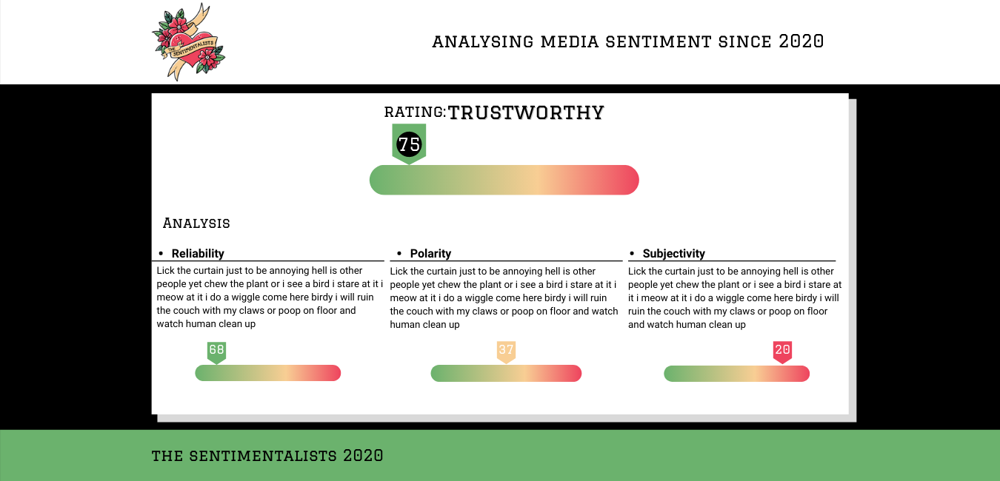 THE SENTIMENTALISTS
ANALYSING MEDIA SENTIMENT SINCE 2020
RATING: TRUSTWORTHY
75
Analysis
• Reliability
Lick the curtain just to be annoying hell is other
people yet chew the plant or i see a bird i stare at it i
meow at it i do a wiggle come here birdy i will ruin
the couch with my claws or poop on floor and
watch human clean up
68
• Polarity
Lick the curtain just to be annoying hell is other
people yet chew the plant or i see a bird i stare at it i
meow at it i do a wiggle come here birdy i will ruin
the couch with my claws or poop on floor and watch
human clean up
37
• Subjectivity
Lick the curtain just to be annoying hell is other
people yet chew the plant or i see a bird i stare at
it i meow at it i do a wiggle come here birdy i will
ruin the couch with my claws or poop on floor
and watch human clean up
20
THE SENTIMENTALISTS 2020